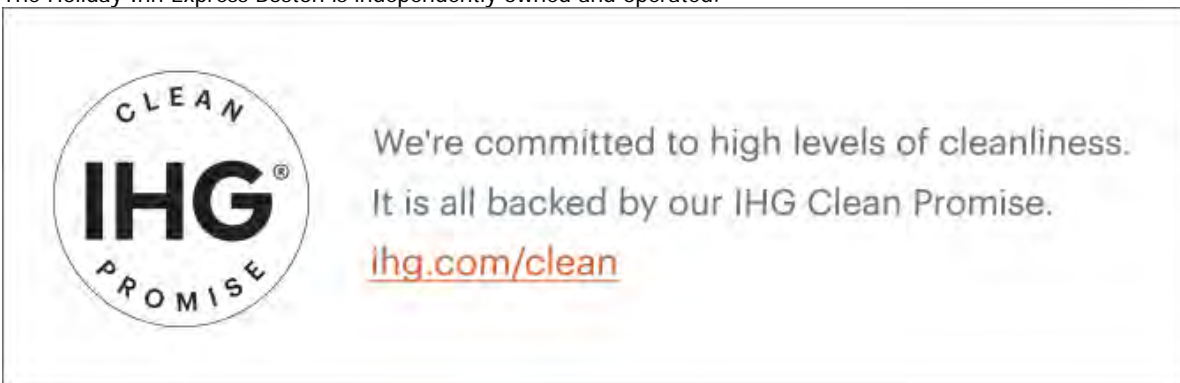 The Holiday Inn Express Boston is independently owned and operated.
CLEAN
IHG®
PROMISE
We're committed to high levels of cleanliness.
It is all backed by our IHG Clean Promise.
ihg.com/clean